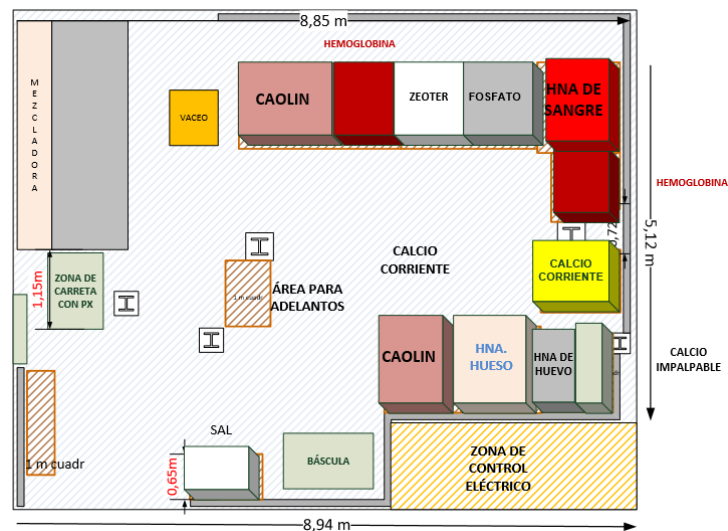 8,85 m
HEMOGLOBINA
MEZCLADORA
VACEO
CAOLIN
ZEOTER
FOSFATO
HNA DE
SANGRE
HEMOGLOBINA
5,12 m
1,15m
ZONA DE
CARRETA
CON PX
1 m cuadr
ÁREA PARA
ADELANTOS
CALCIO
CORRIENTE
CALCIO
CORRIENTE
CAOLIN
HNA.
HUESO
HNA DE
HUEVO
CALCIO
IMPALPABLE
1 m cuadr
SAL
0,65m
BÁSCULA
ZONA DE
CONTROL
ELÉCTRICO
8,94 m